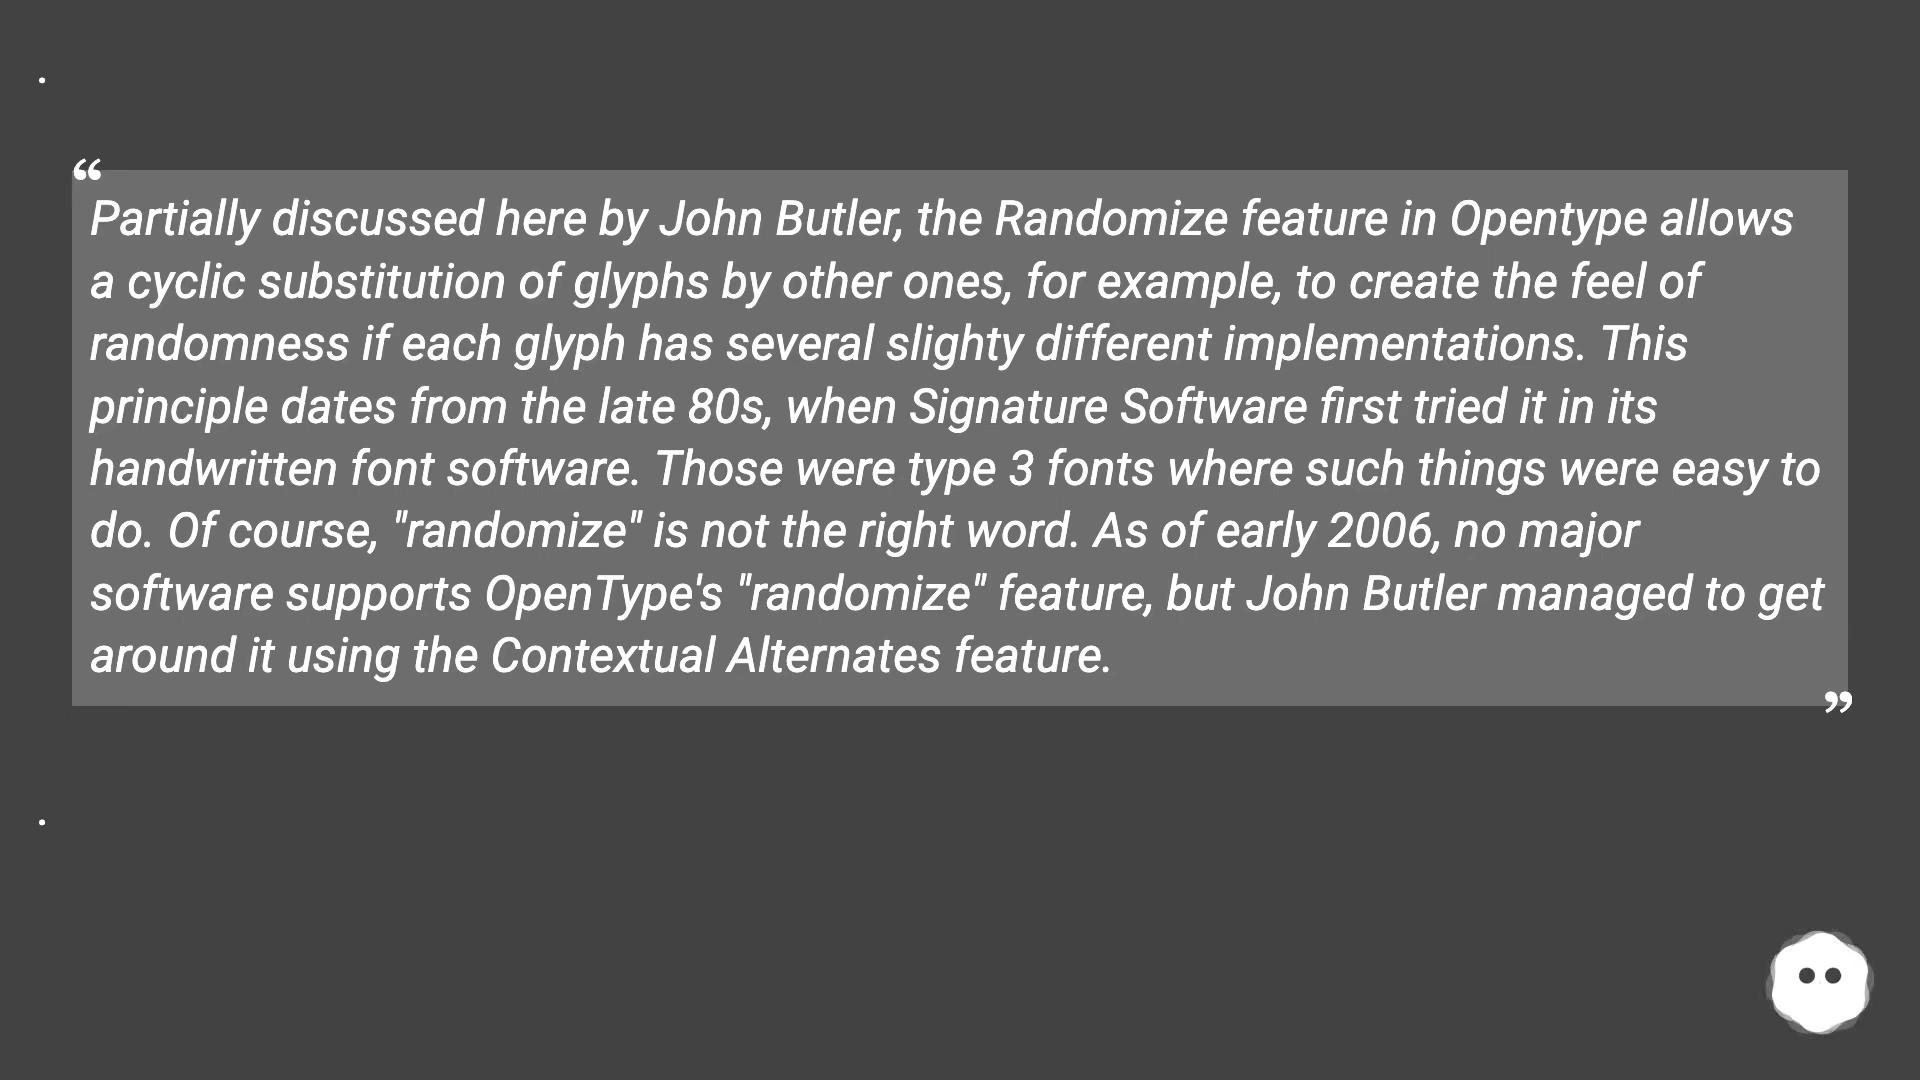 .
“
Partially discussed here by John Butler, the Randomize feature in Opentype allows
a cyclic substitution of glyphs by other ones, for example, to create the feel of
randomness if each glyph has several slighty different implementations. This
principle dates from the late 80s, when Signature Software first tried it in its
handwritten font software. Those were type 3 fonts where such things were easy to
do. Of course, "randomize" is not the right word. As of early 2006, no major
software supports OpenType's "randomize" feature, but John Butler managed to get
around it using the Contextual Alternates feature.
”
.